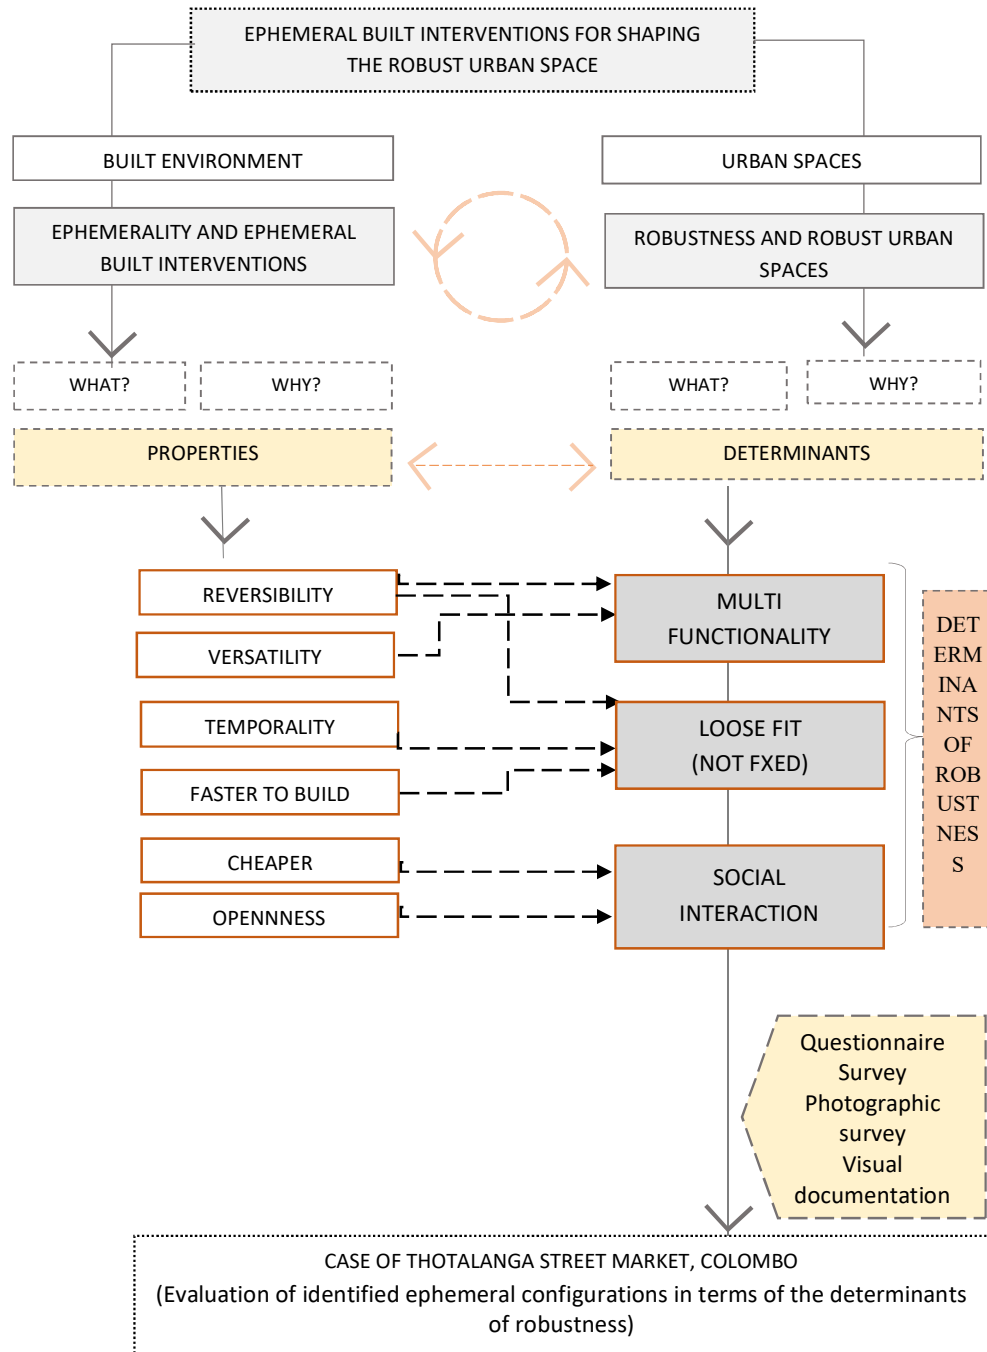 EPHEMERAL BUILT INTERVENTIONS FOR SHAPING
THE ROBUST URBAN SPACE
BUILT ENVIRONMENT
URBAN SPACES
EPHEMERALITY AND EPHEMERAL
BUILT INTERVENTIONS
ROBUSTNESS AND ROBUST URBAN
SPACES
WHAT?
WHY?
WHAT?
WHY?
PROPERTIES
DETERMINANTS
REVERSIBILITY
VERSATILITY
TEMPORALITY
FASTER TO BUILD
CHEAPER
OPENNNESS
MULTI
FUNCTIONALITY
LOOSE FIT
(NOT FXED)
SOCIAL
INTERACTION
DET
ERM
INA
NTS
OF
ROB
UST
NES
S
Questionnaire
Survey
Photographic
survey
Visual
documentation
CASE OF THOTALANGA STREET MARKET, COLOMBO
(Evaluation of identified ephemeral configurations in terms of the determinants
of robustness)